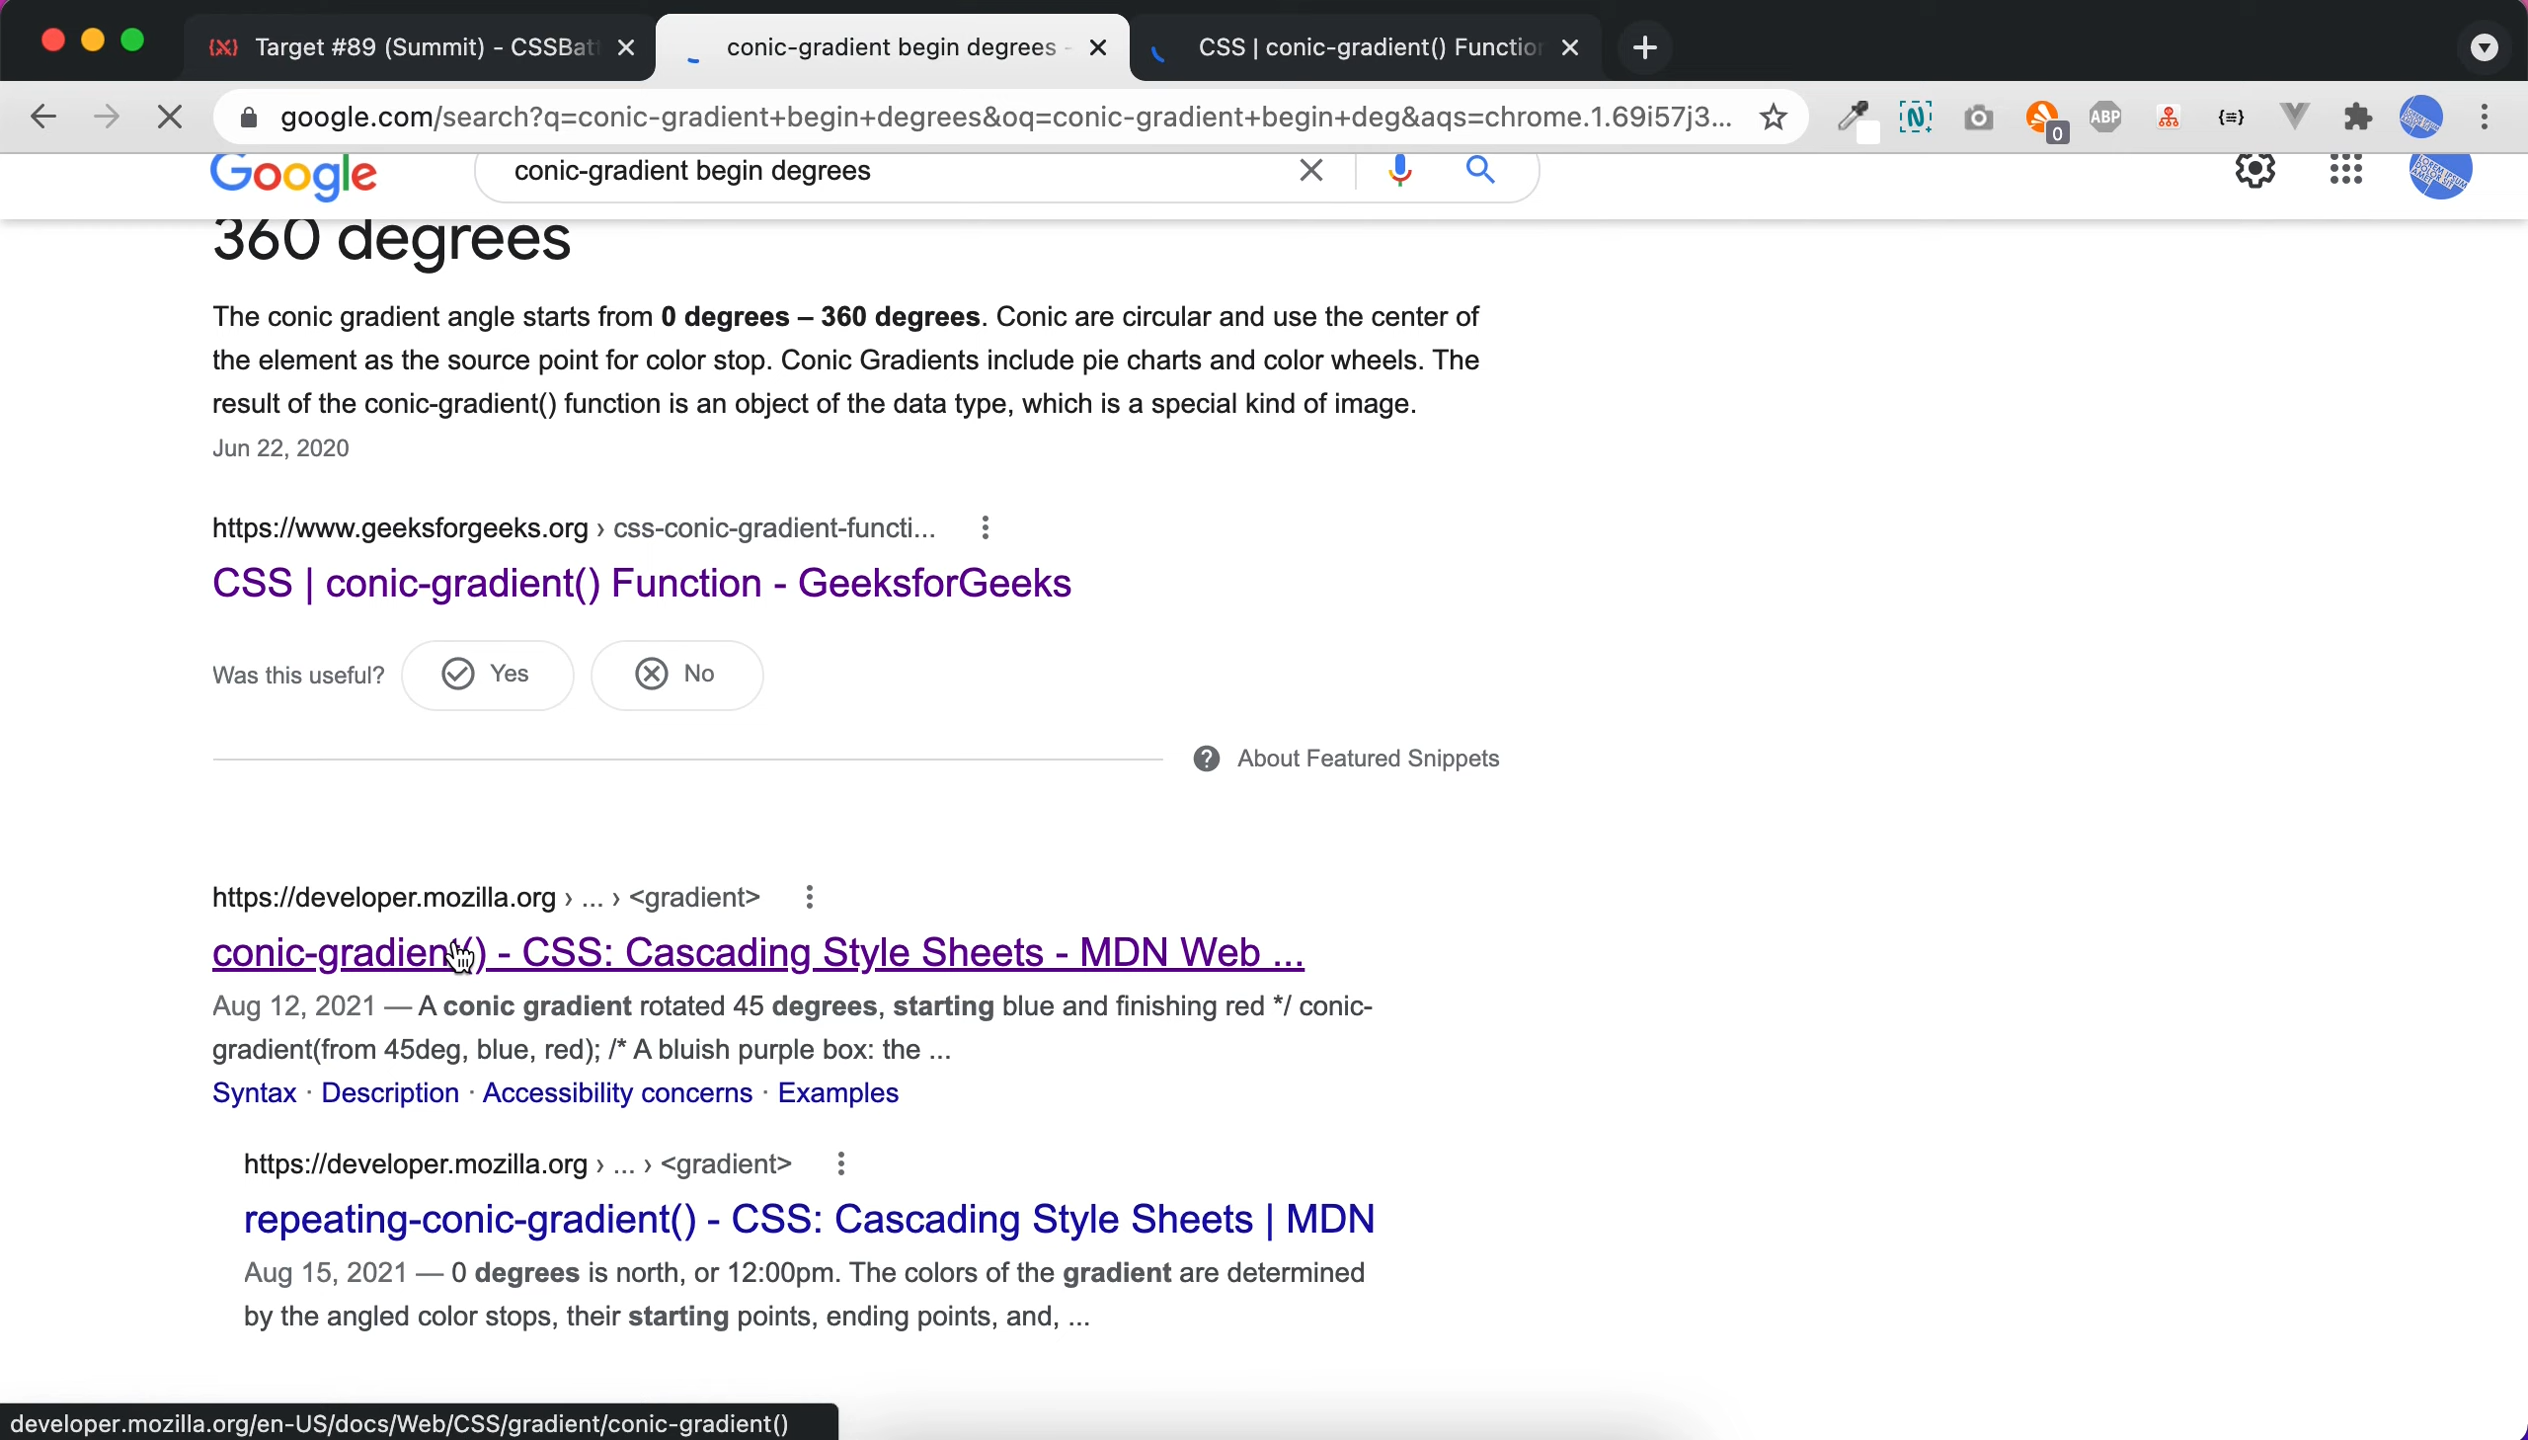 Target #89 (Summit) - CSSBat
conic-gradient begin degrees -
CSS | conic-gradient() Function
google.com/search?q=conic-gradient+begin+degrees&oq=conic-gradient+begin+deg&aqs=chrome.1.69i57j3...
N
0
ABP
Google
conic-gradient begin degrees
LOREM IPSUM
DOLOR SIT
AMET
360 degrees
The conic gradient angle starts from 0 degrees – 360 degrees. Conic are circular and use the center of
the element as the source point for color stop. Conic Gradients include pie charts and color wheels. The
result of the conic-gradient() function is an object of the data type, which is a special kind of image.
Jun 22, 2020
https://www.geeksforgeeks.org › css-conic-gradient-functi...
CSS | conic-gradient() Function - GeeksforGeeks
Was this useful? Yes No
About Featured Snippets
https://developer.mozilla.org › ... › <gradient>
conic-gradient() - CSS: Cascading Style Sheets - MDN Web ...
Aug 12, 2021 — A conic gradient rotated 45 degrees, starting blue and finishing red */ conic-
gradient(from 45deg, blue, red); /* A bluish purple box: the ...
Syntax · Description · Accessibility concerns · Examples
https://developer.mozilla.org › ... › <gradient>
repeating-conic-gradient() - CSS: Cascading Style Sheets | MDN
Aug 15, 2021 — 0 degrees is north, or 12:00pm. The colors of the gradient are determined
by the angled color stops, their starting points, ending points, and, ...
developer.mozilla.org/en-US/docs/Web/CSS/gradient/conic-gradient()